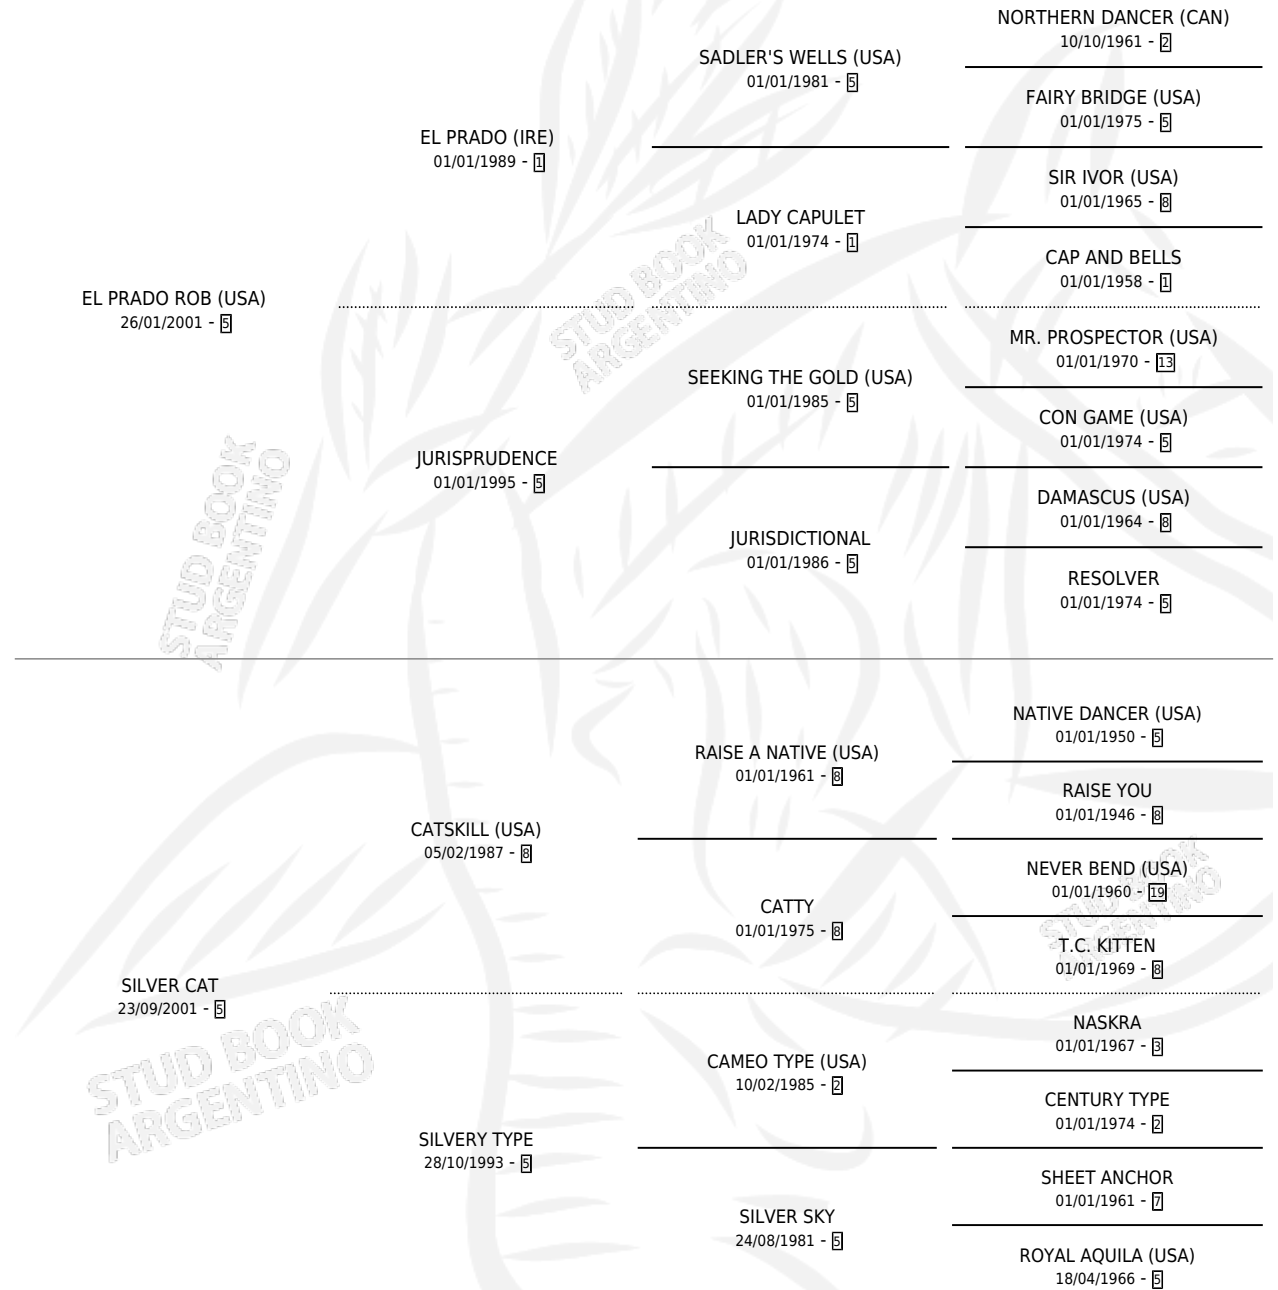 NORTHERN DANCER (CAN)
10/10/1961 - 2
SADLER'S WELLS (USA)
01/01/1981 - 5
FAIRY BRIDGE (USA)
01/01/1975 - 5
EL PRADO (IRE)
01/01/1989 - 1
SIR IVOR (USA)
01/01/1965 - 8
LADY CAPULET
01/01/1974 - 1
CAP AND BELLS
01/01/1958 - 1
EL PRADO ROB (USA)
26/01/2001 - 5
MR. PROSPECTOR (USA)
01/01/1970 - 13
SEEKING THE GOLD (USA)
01/01/1985 - 5
CON GAME (USA)
01/01/1974 - 5
JURISPRUDENCE
01/01/1995 - 5
DAMASCUS (USA)
01/01/1964 - 8
JURISDICTIONAL
01/01/1986 - 5
RESOLVER
01/01/1974 - 5
NATIVE DANCER (USA)
01/01/1950 - 5
RAISE A NATIVE (USA)
01/01/1961 - 8
RAISE YOU
01/01/1946 - 8
CATSKILL (USA)
05/02/1987 - 8
NEVER BEND (USA)
01/01/1960 - 19
CATTY
01/01/1975 - 8
T.C. KITTEN
01/01/1969 - 8
SILVER CAT
23/09/2001 - 5
NASKRA
01/01/1967 - 3
CAMEO TYPE (USA)
10/02/1985 - 2
CENTURY TYPE
01/01/1974 - 2
SILVERY TYPE
28/10/1993 - 5
SHEET ANCHOR
01/01/1961 - 7
SILVER SKY
24/08/1981 - 5
ROYAL AQUILA (USA)
18/04/1966 - 5
STUD BOOK
ARGENTINO
STUD BOOK
ARGENTINO
STUD BOOK
ARGENTINO
STUD BOOK
ARGENTINO